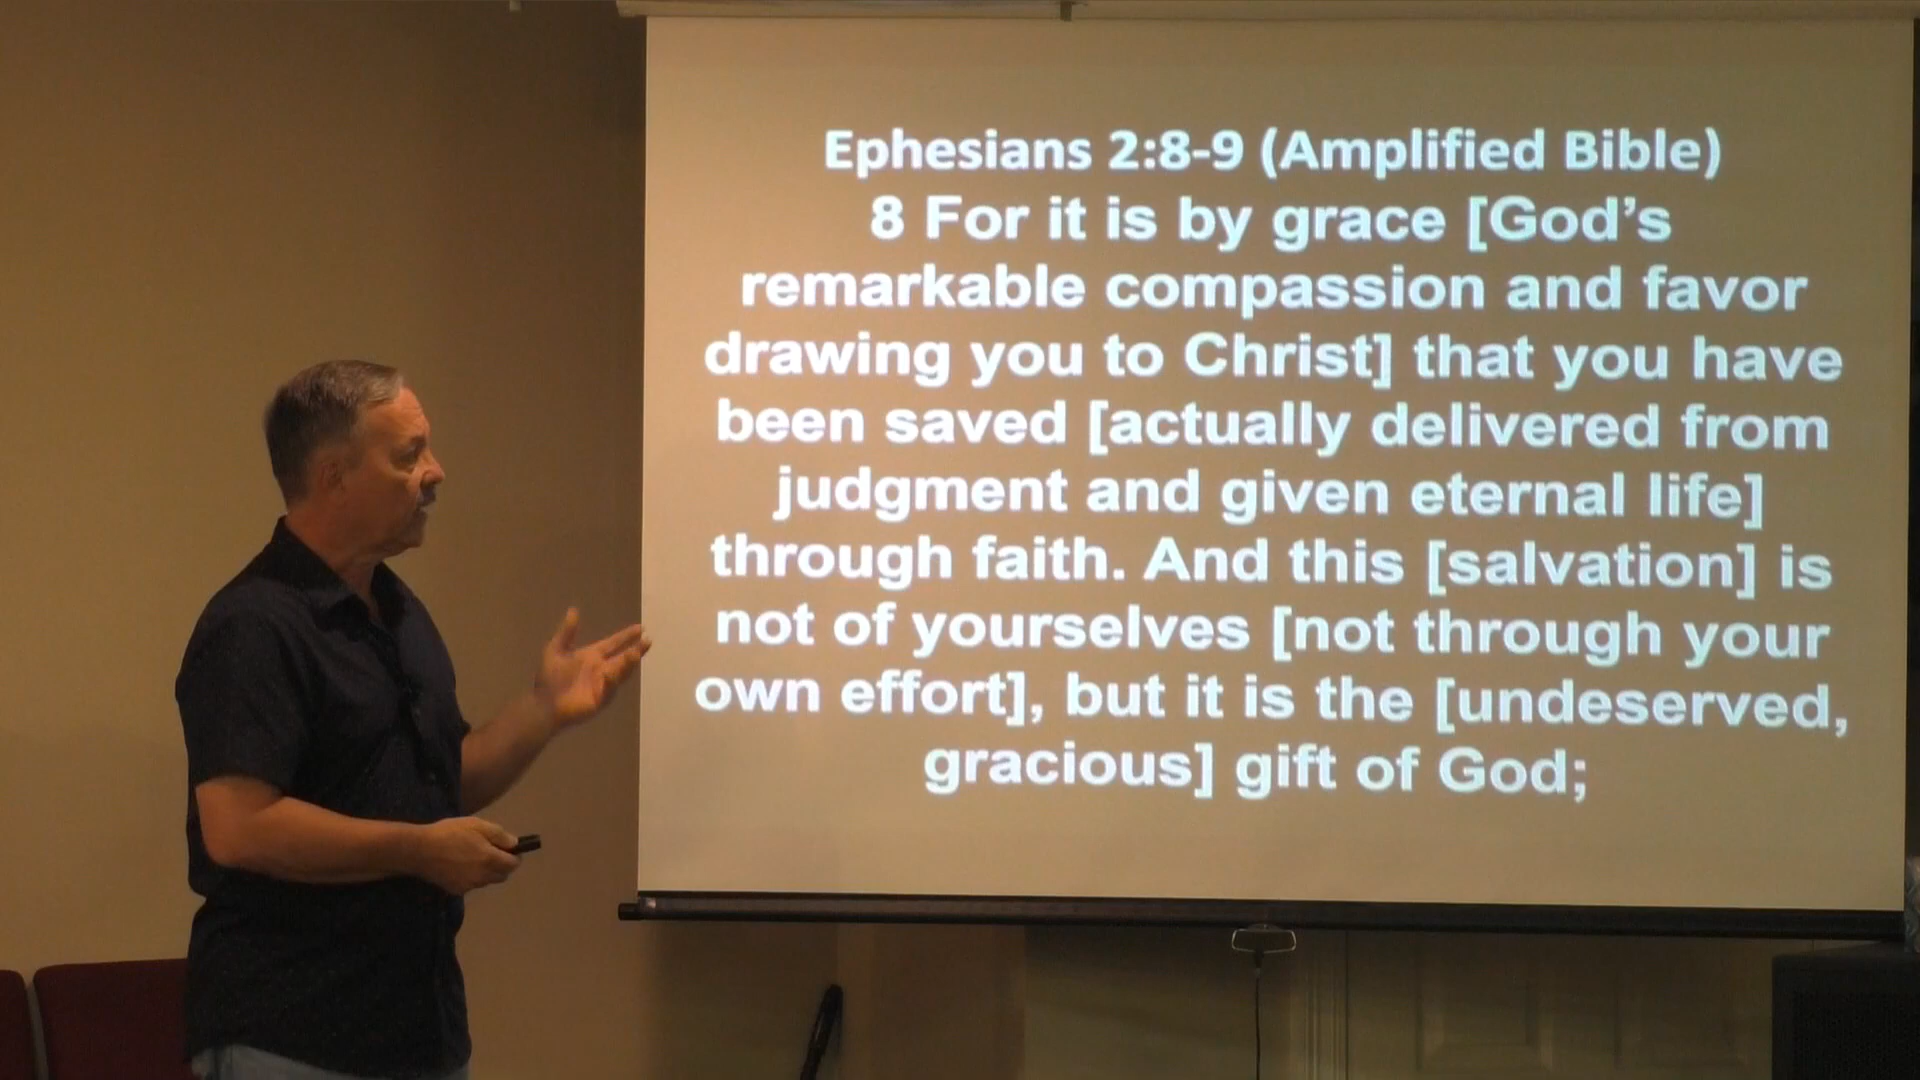 Ephesians 2:8-9 (Amplified Bible)
8 For it is by grace [God’s
remarkable compassion and favor
drawing you to Christ] that you have
been saved [actually delivered from
judgment and given eternal life]
through faith. And this [salvation] is
not of yourselves [not through your
own effort], but it is the [undeserved,
gracious] gift of God;